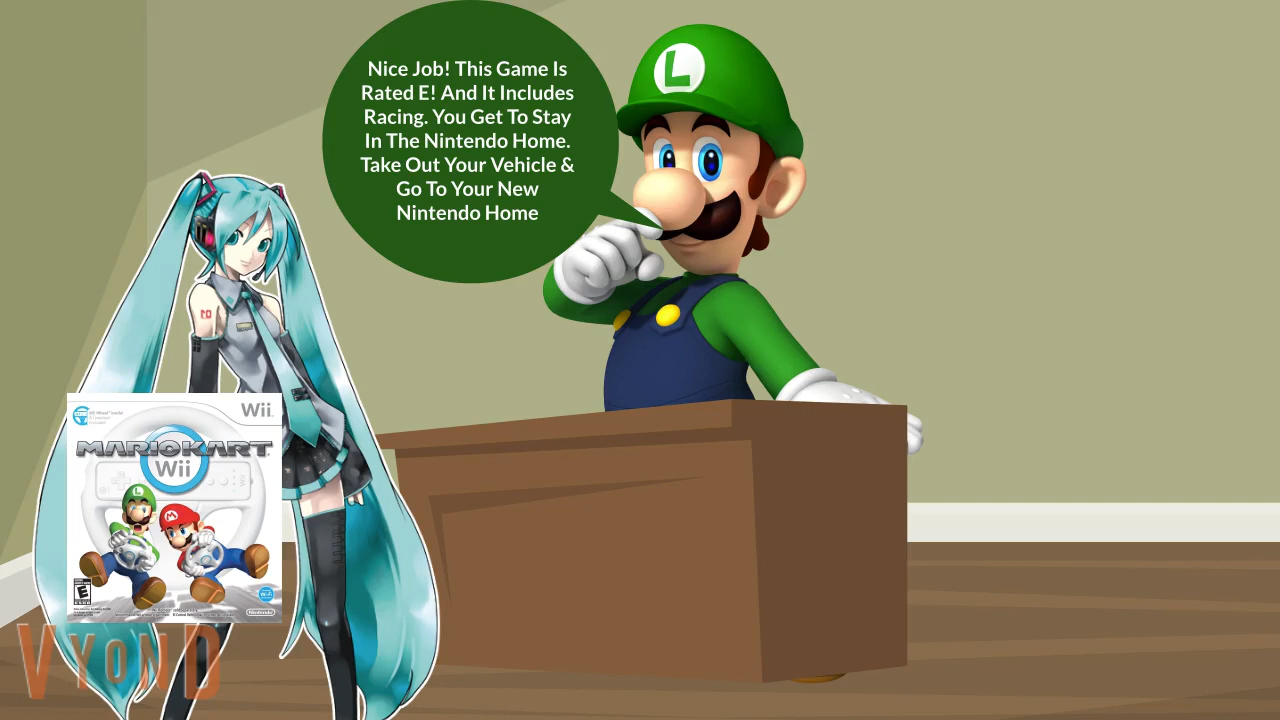 Nice Job! This Game Is
Rated E! And It Includes
Racing. You Get To Stay
In The Nintendo Home.
Take Out Your Vehicle &
Go To Your New
Nintendo Home
L
Wii
MARIOKART
Wii
L
M
E
Nintendo
VYOND